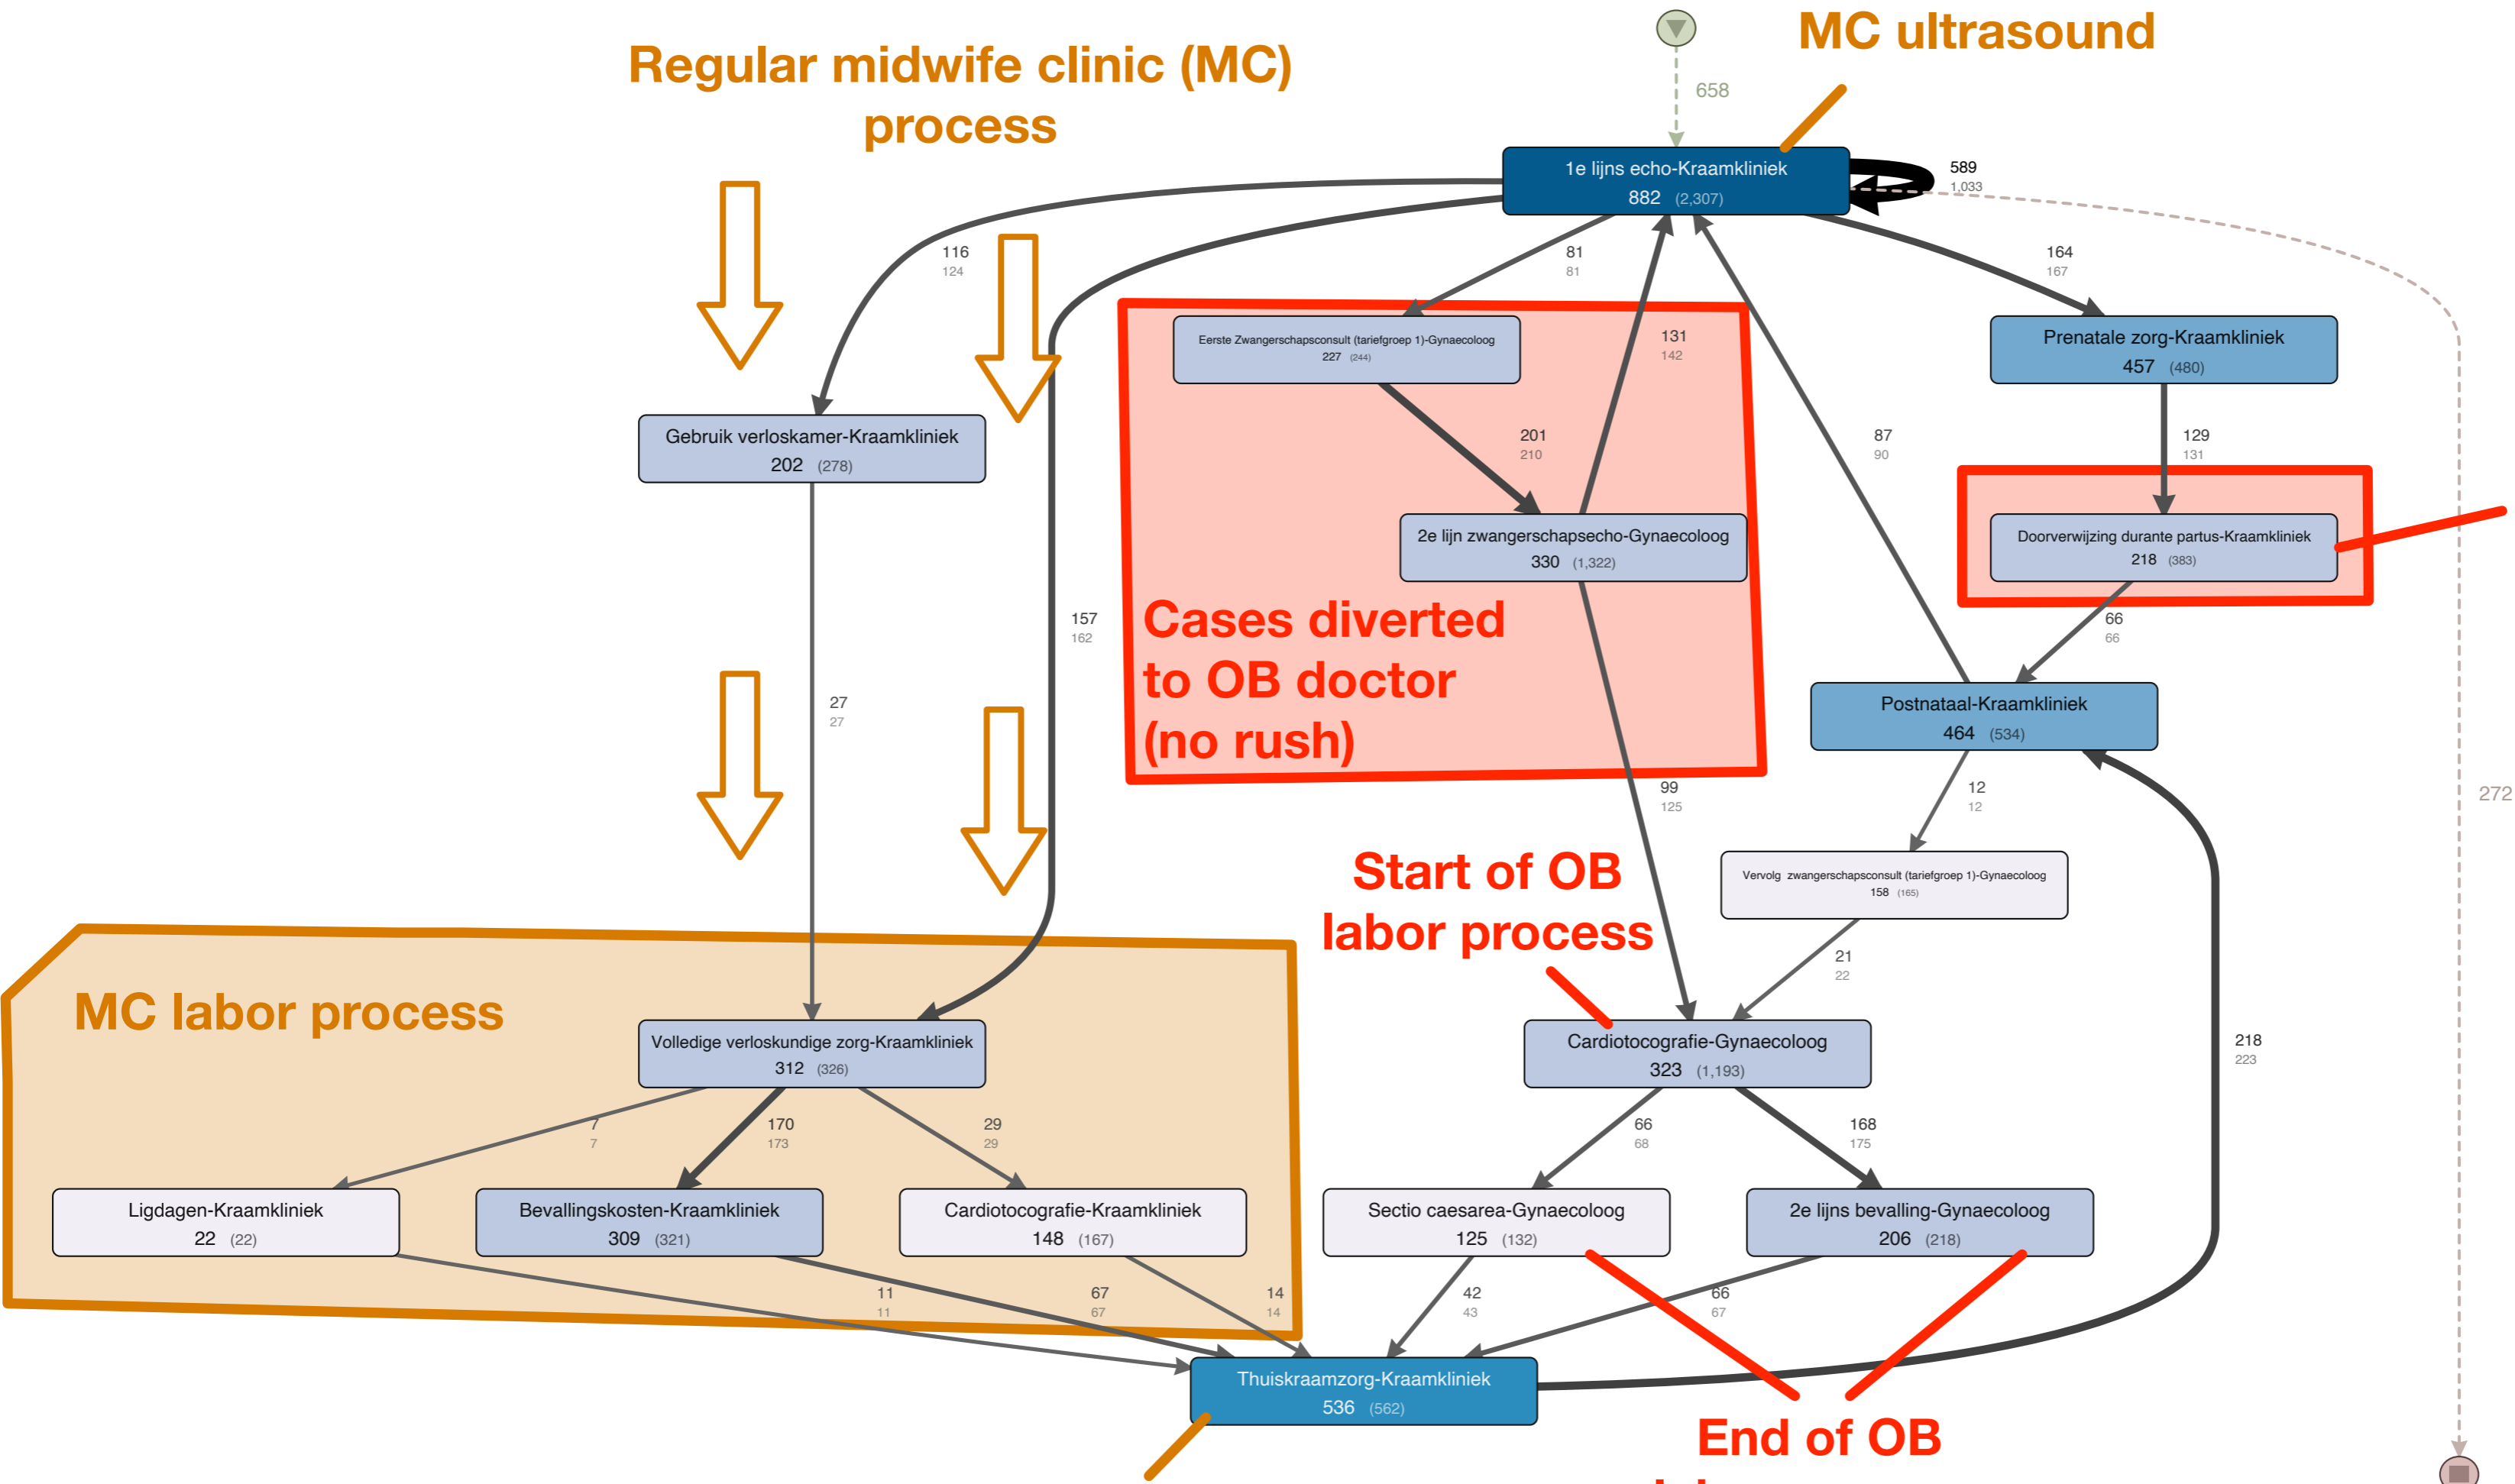 MC ultrasound
Regular midwife clinic (MC)
process
658
1e lijns echo-Kraamkliniek
882 (2,307)
589
1,033
116
124
81
81
164
167
131
142
Eerste Zwangerschapsconsult (tariefgroep 1)-Gynaecoloog
227 (244)
Prenatale zorg-Kraamkliniek
457 (480)
Gebruik verloskamer-Kraamkliniek
202 (278)
201
210
87
90
129
131
2e lijn zwangerschapsecho-Gynaecoloog
330 (1,322)
Doorverwijzing durante partus-Kraamkliniek
218 (383)
157
162
Cases diverted
to OB doctor
(no rush)
66
66
27
27
Postnataal-Kraamkliniek
464 (534)
99
125
12
12
272
Start of OB
labor process
Vervolg zwangerschapsconsult (tariefgroep 1)-Gynaecoloog
158 (165)
21
22
MC labor process
Volledige verloskundige zorg-Kraamkliniek
312 (326)
Cardiotocografie-Gynaecoloog
323 (1,193)
218
223
7
7
170
173
29
29
66
68
168
175
Ligdagen-Kraamkliniek
22 (22)
Bevallingskosten-Kraamkliniek
309 (321)
Cardiotocografie-Kraamkliniek
148 (167)
Sectio caesarea-Gynaecoloog
125 (132)
2e lijns bevalling-Gynaecoloog
206 (218)
11
11
67
67
14
14
42
43
66
67
Thuiskraamzorg-Kraamkliniek
536 (562)
End of OB